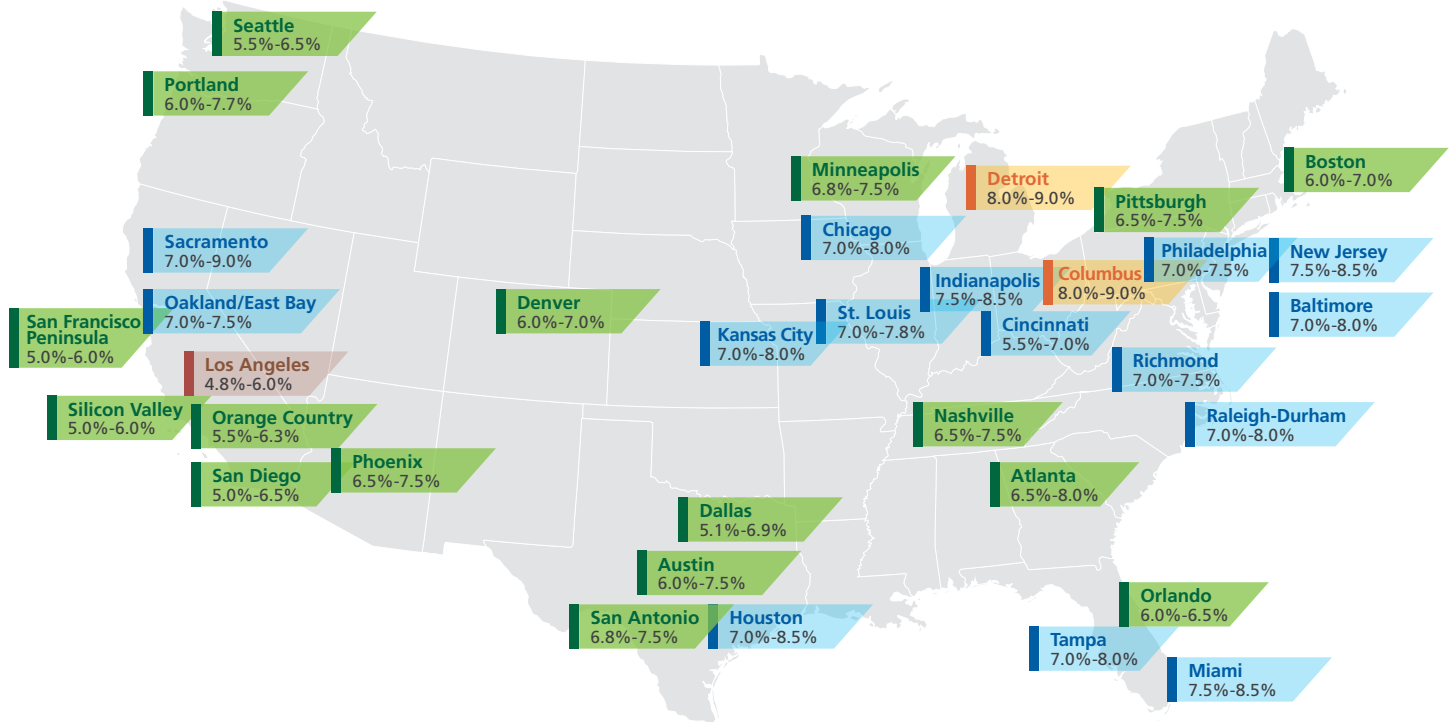 Seattle
5.5%-6.5%
Portland
6.0%-7.7%
Minneapolis
6.8%-7.5%
Detroit
8.0%-9.0%
Boston
6.0%-7.0%
Pittsburgh
6.5%-7.5%
Chicago
7.0%-8.0%
Sacramento
7.0%-9.0%
Philadelphia
7.0%-7.5%
New Jersey
7.5%-8.5%
Indianapolis
7.5%-8.5%
Columbus
8.0%-9.0%
Oakland/East Bay
7.0%-7.5%
San Francisco
Peninsula
5.0%-6.0%
Denver
6.0%-7.0%
Kansas City
7.0%-8.0%
St. Louis
7.0%-7.8%
Cincinnati
5.5%-7.0%
Baltimore
7.0%-8.0%
Los Angeles
4.8%-6.0%
Richmond
7.0%-7.5%
Silicon Valley
5.0%-6.0%
Orange Country
5.5%-6.3%
Nashville
6.5%-7.5%
Raleigh-Durham
7.0%-8.0%
San Diego
5.0%-6.5%
Phoenix
6.5%-7.5%
Atlanta
6.5%-8.0%
Dallas
5.1%-6.9%
Austin
6.0%-7.5%
San Antonio
6.8%-7.5%
Houston
7.0%-8.5%
Orlando
6.0%-6.5%
Tampa
7.0%-8.0%
Miami
7.5%-8.5%